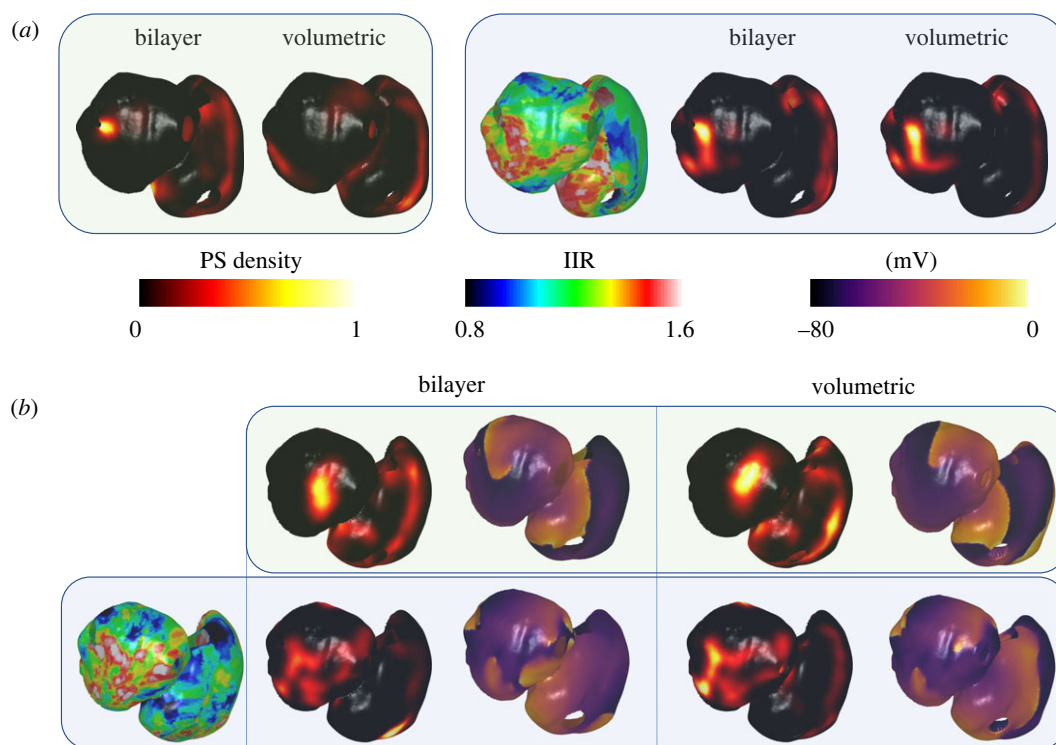 (a)
bilayer volumetric bilayer volumetric
PS density IIR (mV)
0 1 0.8 1.6 –80 0
bilayer volumetric
(b)